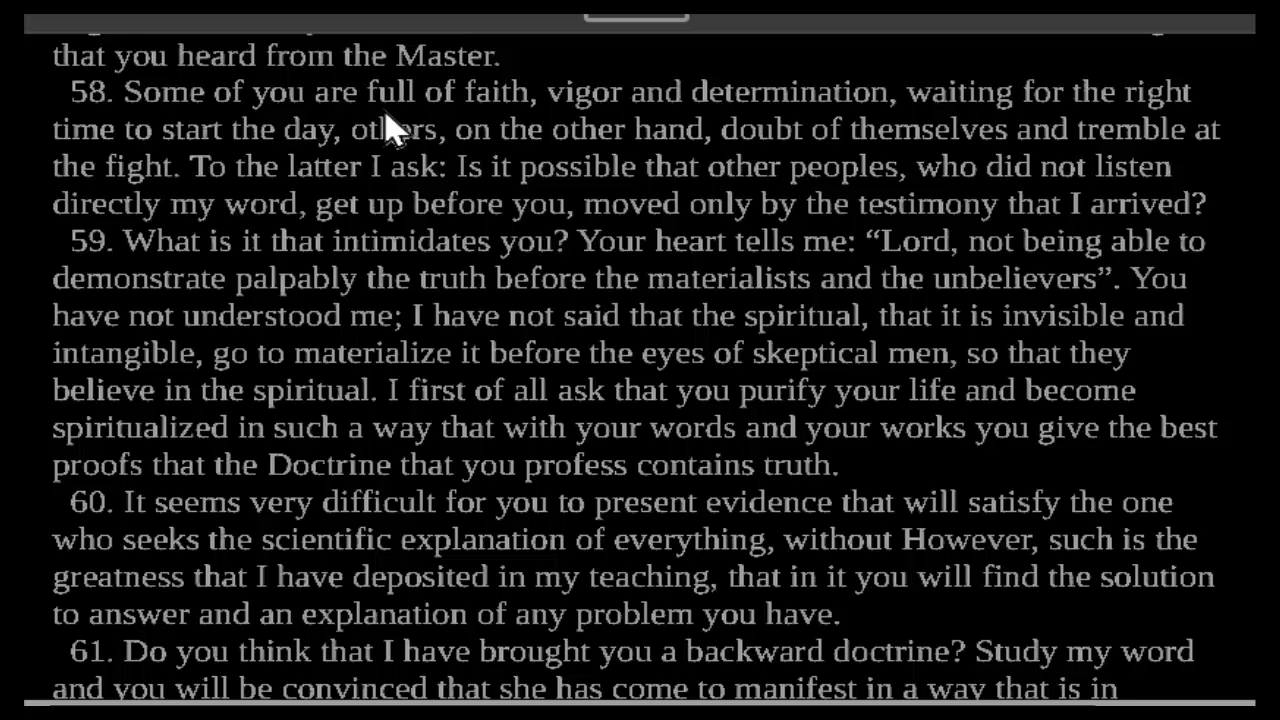 that you heard from the Master.
58. Some of you are full of faith, vigor and determination, waiting for the right
time to start the day, others, on the other hand, doubt of themselves and tremble at
the fight. To the latter I ask: Is it possible that other peoples, who did not listen
directly my word, get up before you, moved only by the testimony that I arrived?
59. What is it that intimidates you? Your heart tells me: “Lord, not being able to
demonstrate palpably the truth before the materialists and the unbelievers”. You
have not understood me; I have not said that the spiritual, that it is invisible and
intangible, go to materialize it before the eyes of skeptical men, so that they
believe in the spiritual. I first of all ask that you purify your life and become
spiritualized in such a way that with your words and your works you give the best
proofs that the Doctrine that you profess contains truth.
60. It seems very difficult for you to present evidence that will satisfy the one
who seeks the scientific explanation of everything, without However, such is the
greatness that I have deposited in my teaching, that in it you will find the solution
to answer and an explanation of any problem you have.
61. Do you think that I have brought you a backward doctrine? Study my word
and you will be convinced that she has come to manifest in a way that is in